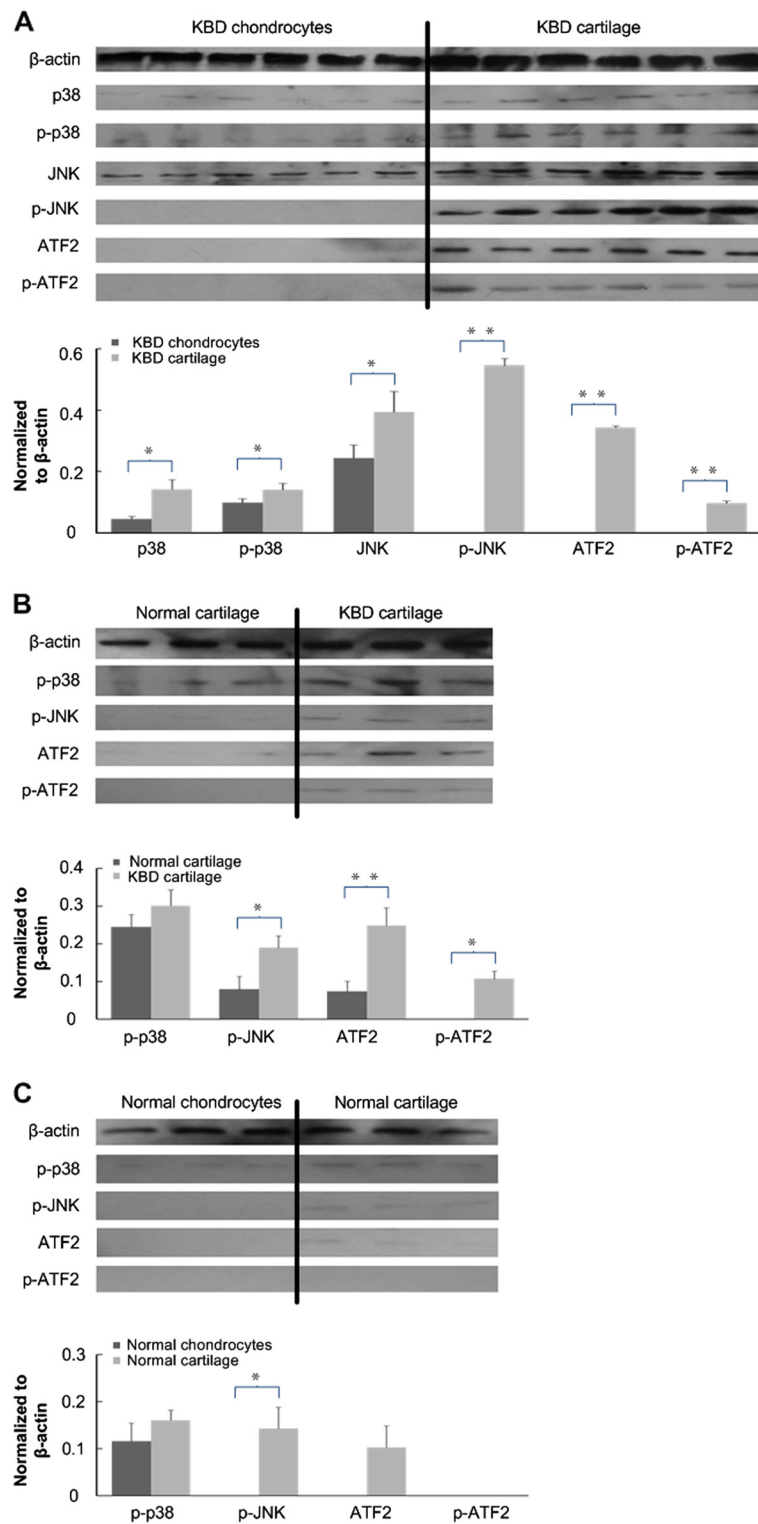 A
KBD chondrocytes KBD cartilage
β-actin
p38
p-p38
JNK
p-JNK
ATF2
p-ATF2
KBD chondrocytes
KBD cartilage
Normalized
to β-actin
0.6
0.4
0.2
0
*
*
*
* *
* *
* *
p38 p-p38 JNK p-JNK ATF2 p-ATF2
B
Normal cartilage KBD cartilage
β-actin
p-p38
p-JNK
ATF2
p-ATF2
Normal cartilage
KBD cartilage
Normalized to
β-actin
0.4
0.3
0.2
0.1
0
*
* *
*
p-p38 p-JNK ATF2 p-ATF2
C
Normal chondrocytes Normal cartilage
β-actin
p-p38
p-JNK
ATF2
p-ATF2
Normal chondrocytes
Normal cartilage
Normalized to
β-actin
0.3
0.2
0.1
0
*
p-p38 p-JNK ATF2 p-ATF2